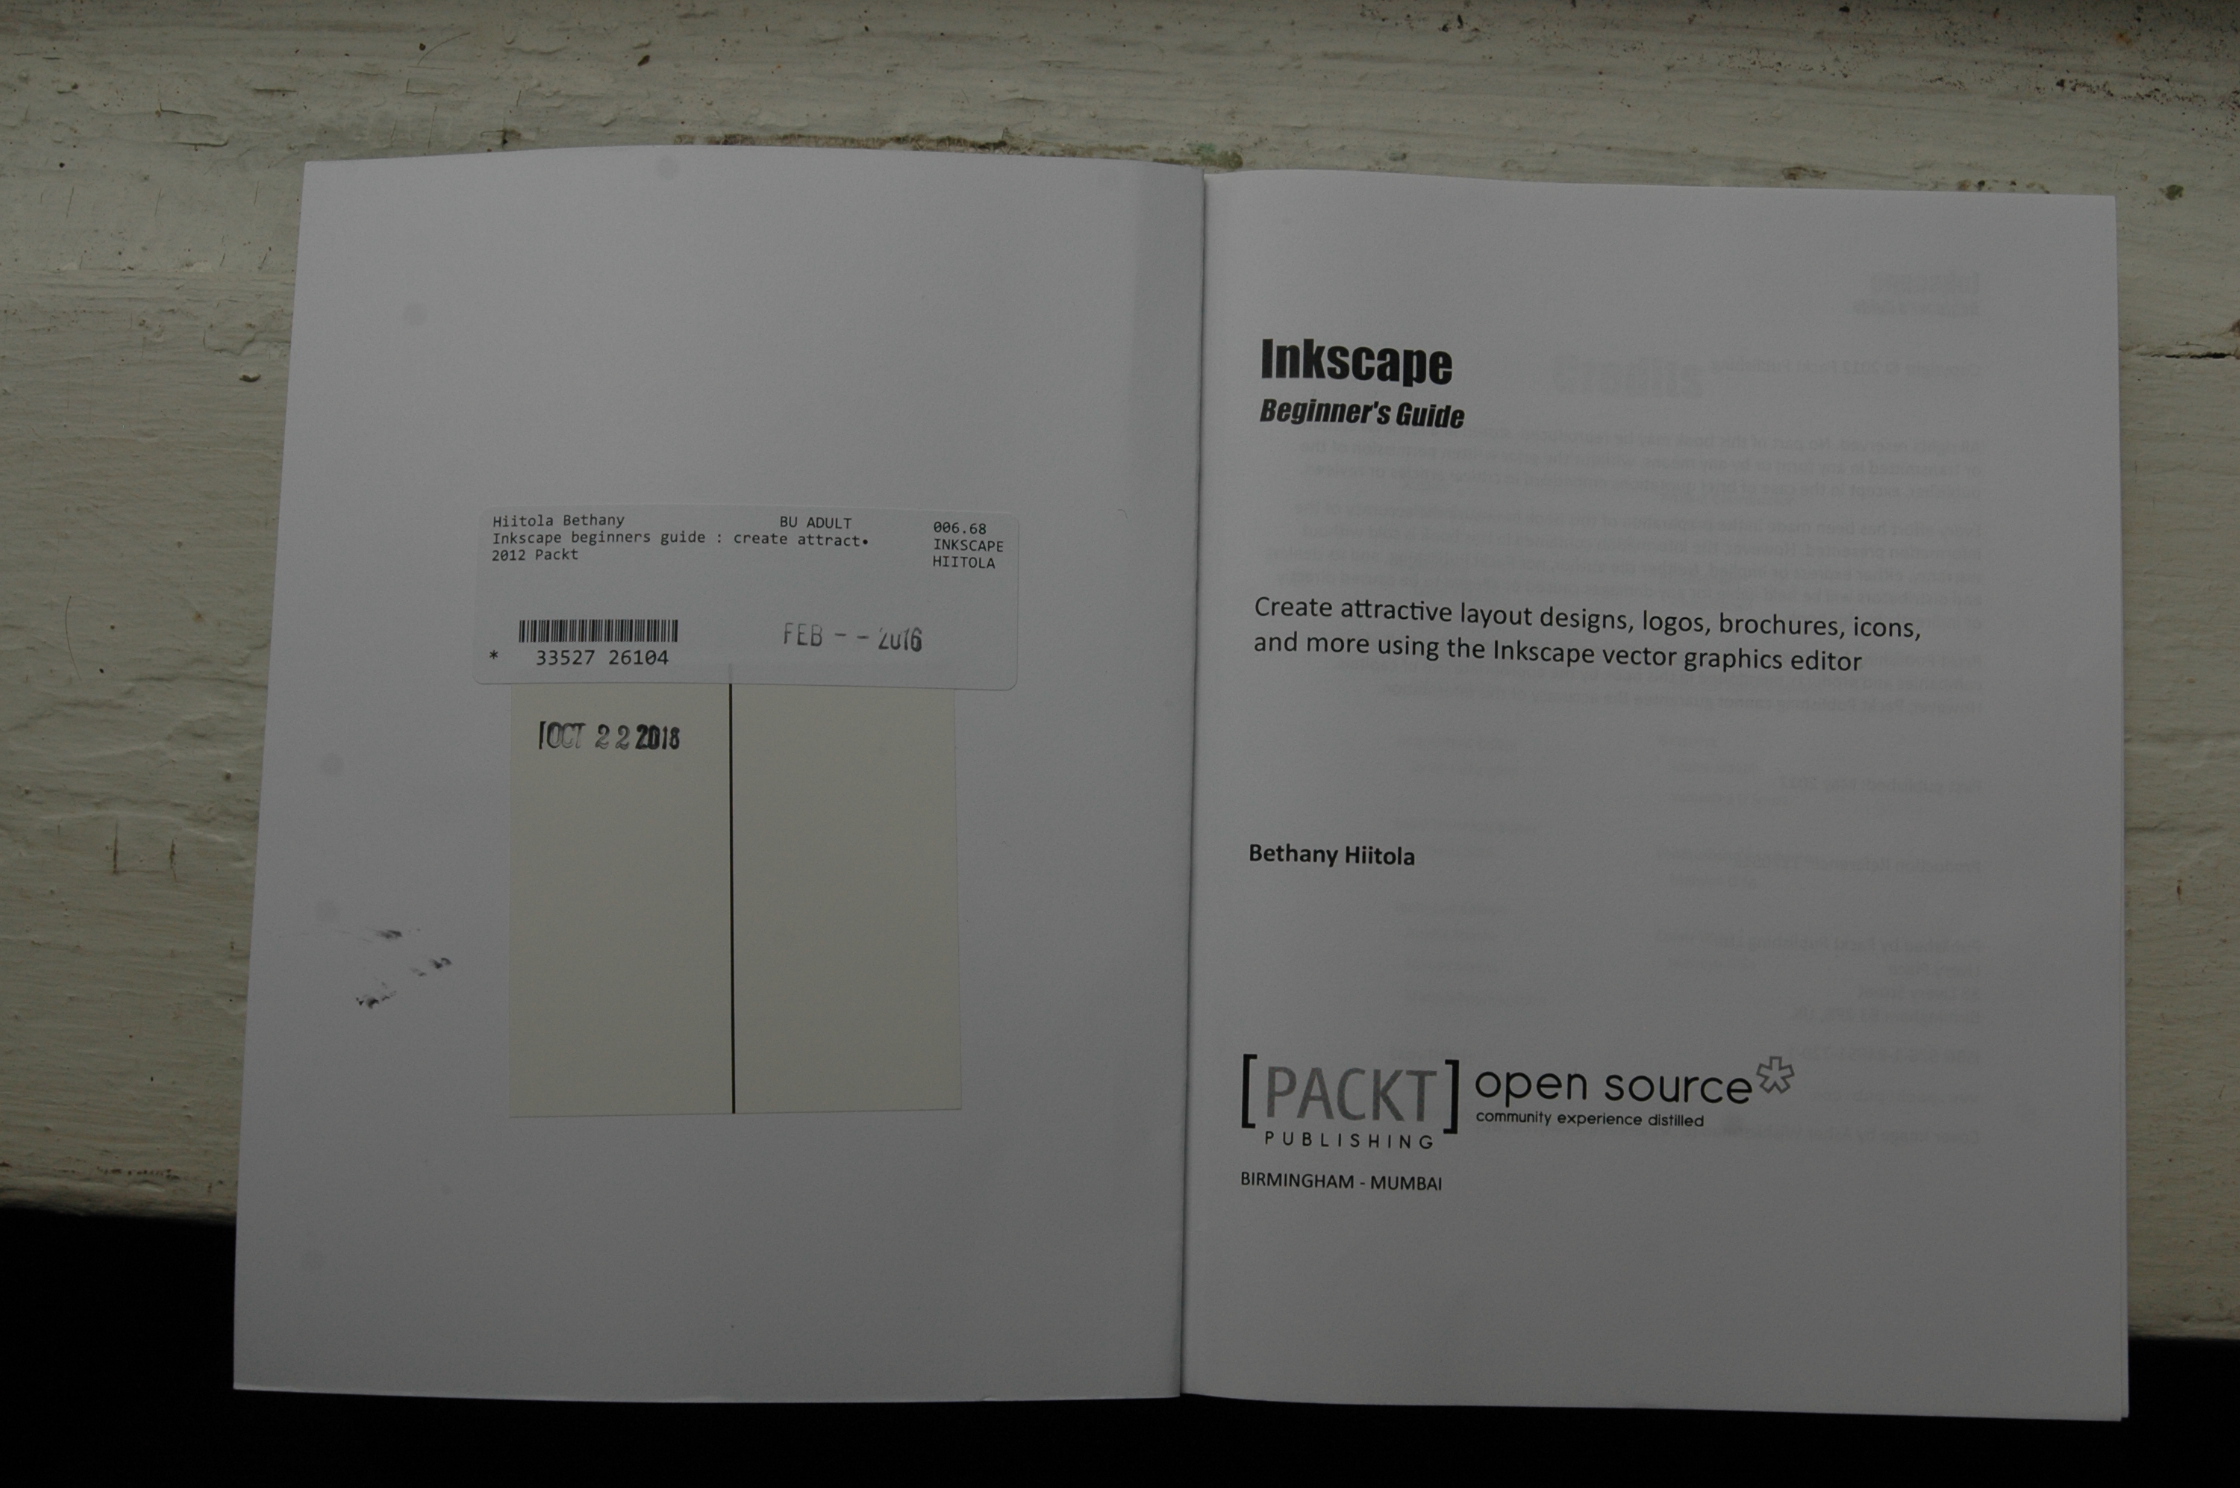 Hiitola Bethany BU ADULT 006.68
Inkscape beginners guide : create attract• INKSCAPE
2012 Packt HIITOLA
FEB - - 2016
* 33527 26104
OCT 22 2018
Inkscape
Beginner's Guide
Create attractive layout designs, logos, brochures, icons,
and more using the Inkscape vector graphics editor
Bethany Hiitola
[PACKT] open source*
community experience distilled
PUBLISHING
BIRMINGHAM - MUMBAI